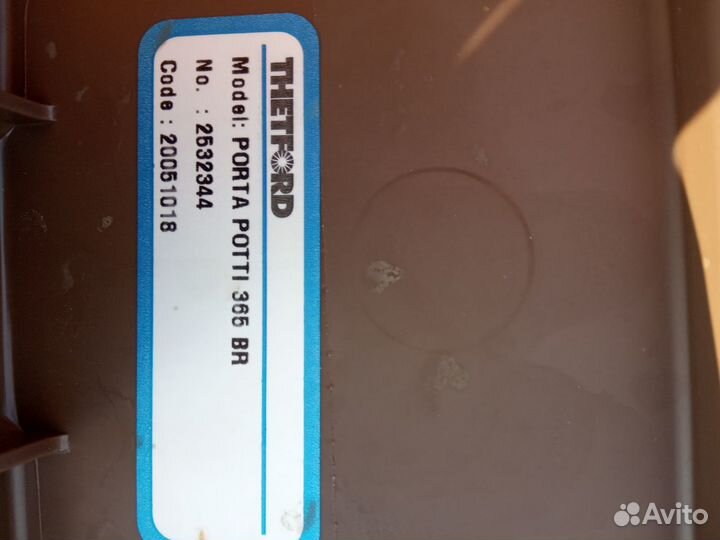 THETFORD
Model: PORTA POTTI 365 BR
No. : 2532344
Code : 20051018
Avito